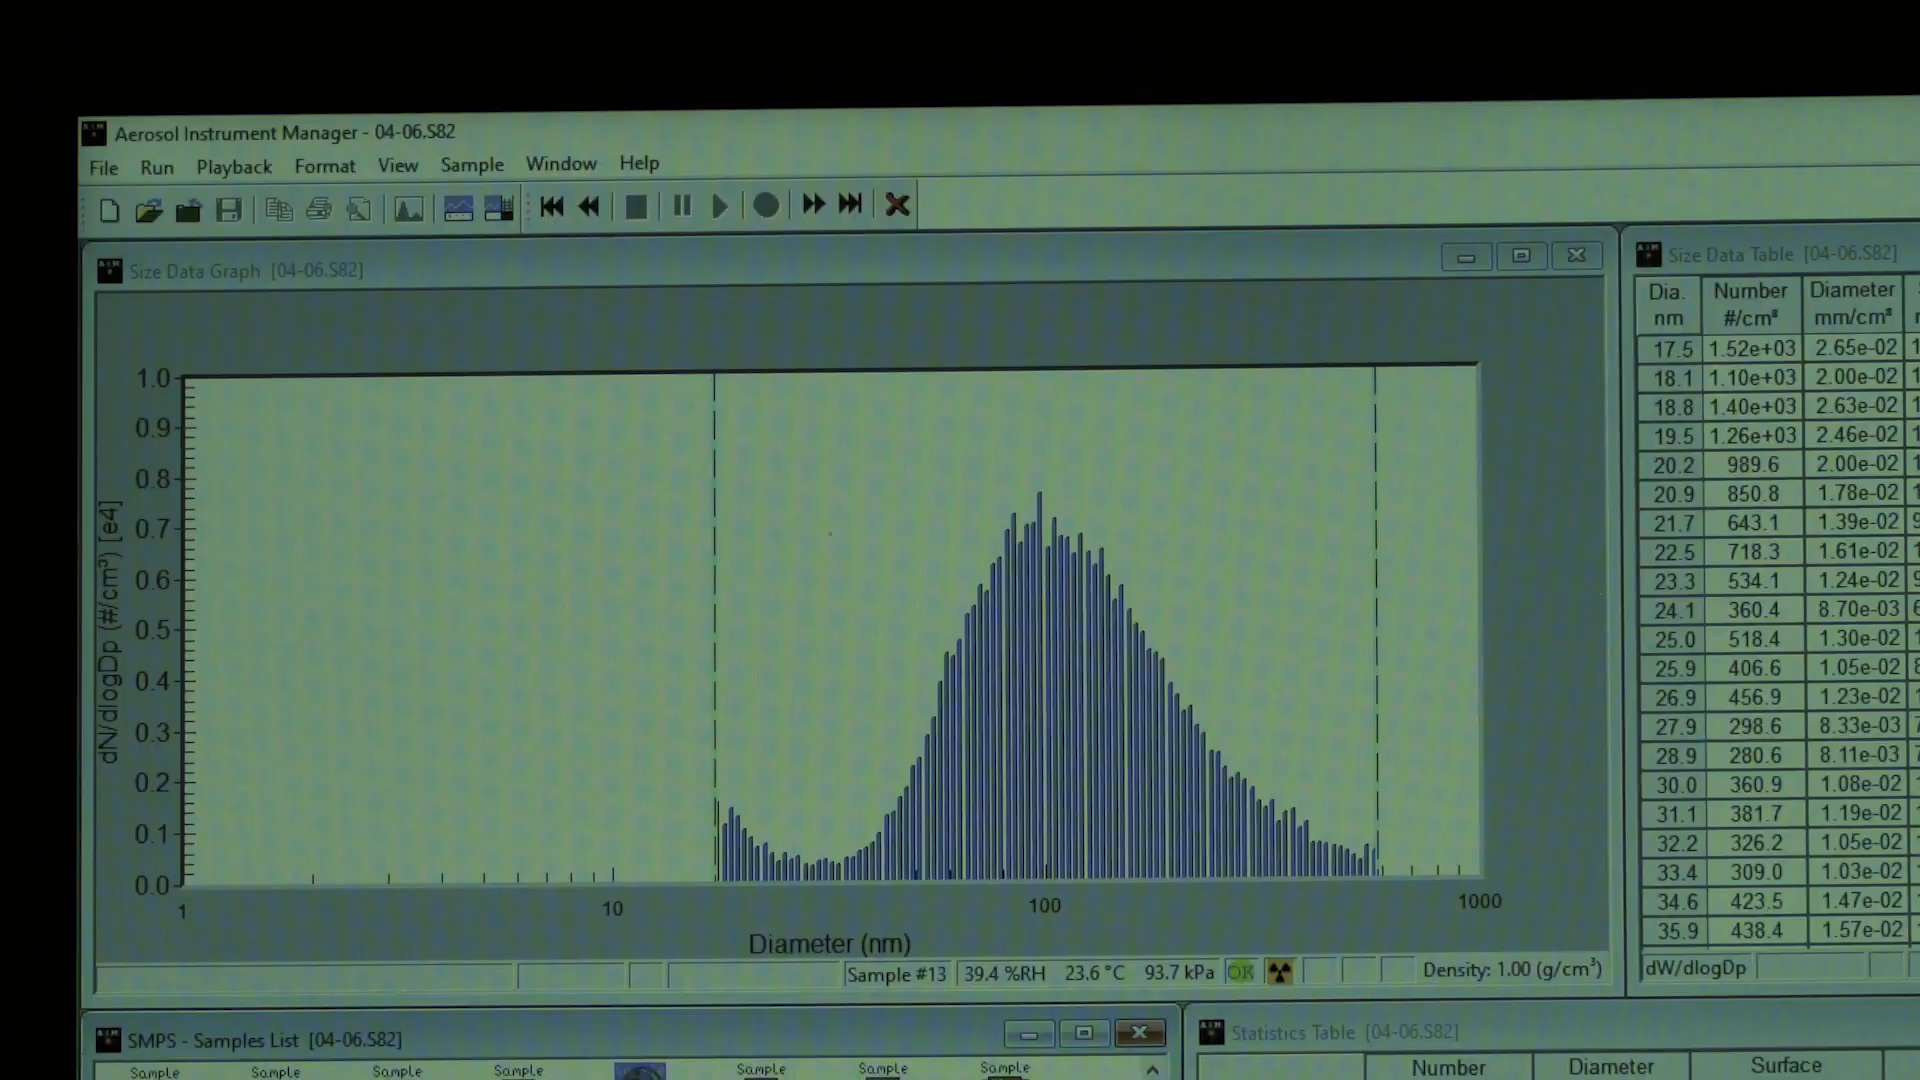 Aerosol Instrument Manager - 04-06.S82
File Run Playback Format View Sample Window Help
Size Data Graph [04-06.S82]
1.0
0.9
0.8
0.7
0.6
0.5
0.4
0.3
0.2
0.1
0.0
dN/dlogDp (#/cm³) [e4]
1 10 100 1000
Diameter (nm)
Sample #13 39.4 %RH 23.6 °C 93.7 kPa OK Density: 1.00 (g/cm³)
Size Data Table [04-06.S82]
Dia. Number Diameter
nm #/cm³ mm/cm³
17.5 1.52e+03 2.65e-02
18.1 1.10e+03 2.00e-02
18.8 1.40e+03 2.63e-02
19.5 1.26e+03 2.46e-02
20.2 989.6 2.00e-02
20.9 850.8 1.78e-02
21.7 643.1 1.39e-02
22.5 718.3 1.61e-02
23.3 534.1 1.24e-02
24.1 360.4 8.70e-03
25.0 518.4 1.30e-02
25.9 406.6 1.05e-02
26.9 456.9 1.23e-02
27.9 298.6 8.33e-03
28.9 280.6 8.11e-03
30.0 360.9 1.08e-02
31.1 381.7 1.19e-02
32.2 326.2 1.05e-02
33.4 309.0 1.03e-02
34.6 423.5 1.47e-02
35.9 438.4 1.57e-02
dW/dlogDp
SMPS - Samples List [04-06.S82]
Sample Sample Sample Sample Sample Sample Sample
Statistics Table [04-06.S82]
Number Diameter Surface